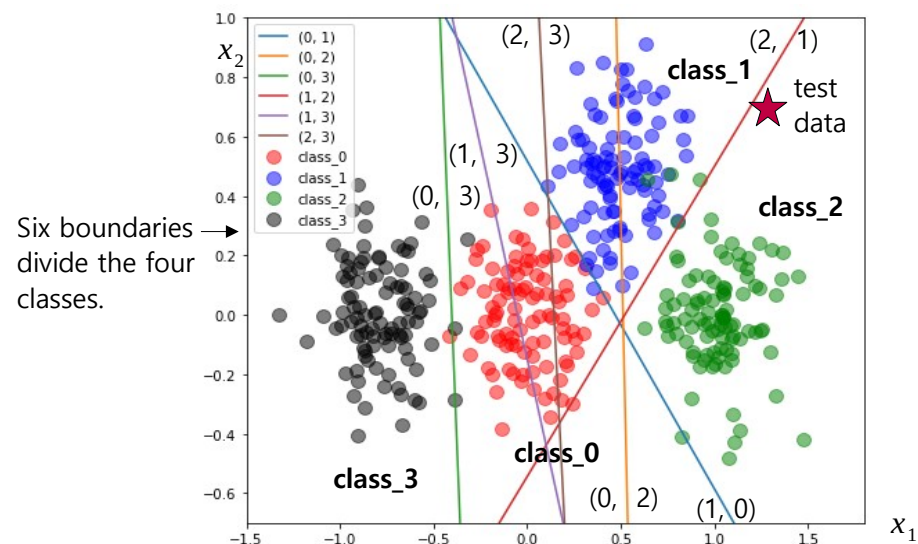 Six boundaries
divide the four
classes.
x2
1.0
0.8
0.6
0.4
0.2
0.0
−0.2
−0.4
−0.6
(0, 1)
(0, 2)
(0, 3)
(1, 2)
(1, 3)
(2, 3)
class_0
class_1
class_2
class_3
(2, 3)
(2, 1)
class_1
test
data
(1, 3)
(0, 3)
class_2
class_0
class_3
(0, 2)
(1, 0)
−1.5
−1.0
−0.5
0.0
0.5
1.0
1.5
x1